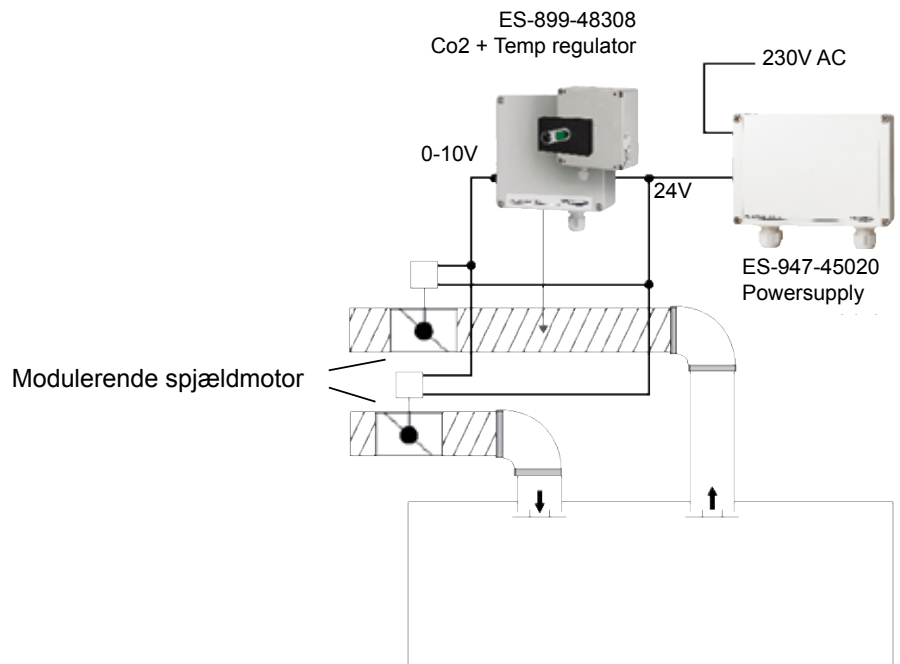 ES-899-48308
Co2 + Temp regulator
230V AC
0-10V
24V
ES-947-45020
Powersupply
Modulerende spjældmotor